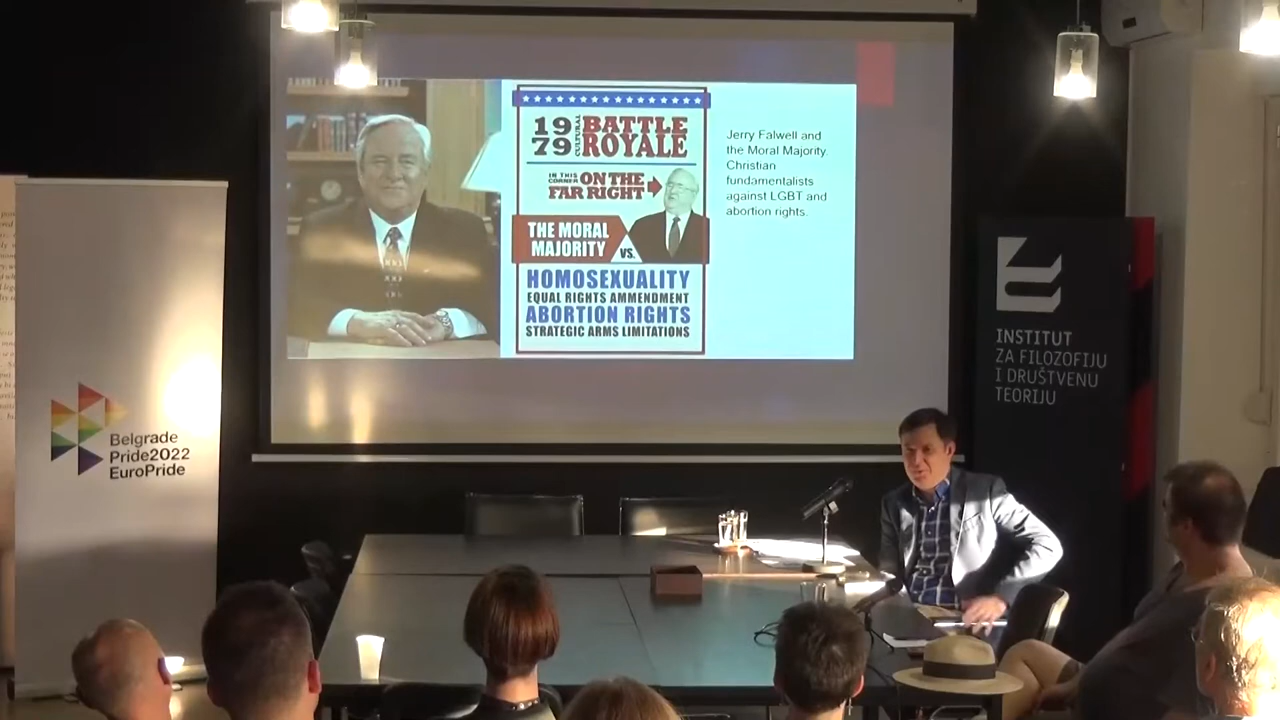 1979 CULTURAL BATTLE ROYALE
IN THIS CORNER ON THE FAR RIGHT
THE MORAL
MAJORITY
VS.
HOMOSEXUALITY
EQUAL RIGHTS AMMENDMENT
ABORTION RIGHTS
STRATEGIC ARMS LIMITATIONS
Jerry Falwell and
the Moral Majority.
Christian
fundamentalists
against LGBT and
abortion rights.
Belgrade
Pride2022
EuroPride
INSTITUT
ZA FILOZOFIJU
I DRUŠTVENU
TEORIJU